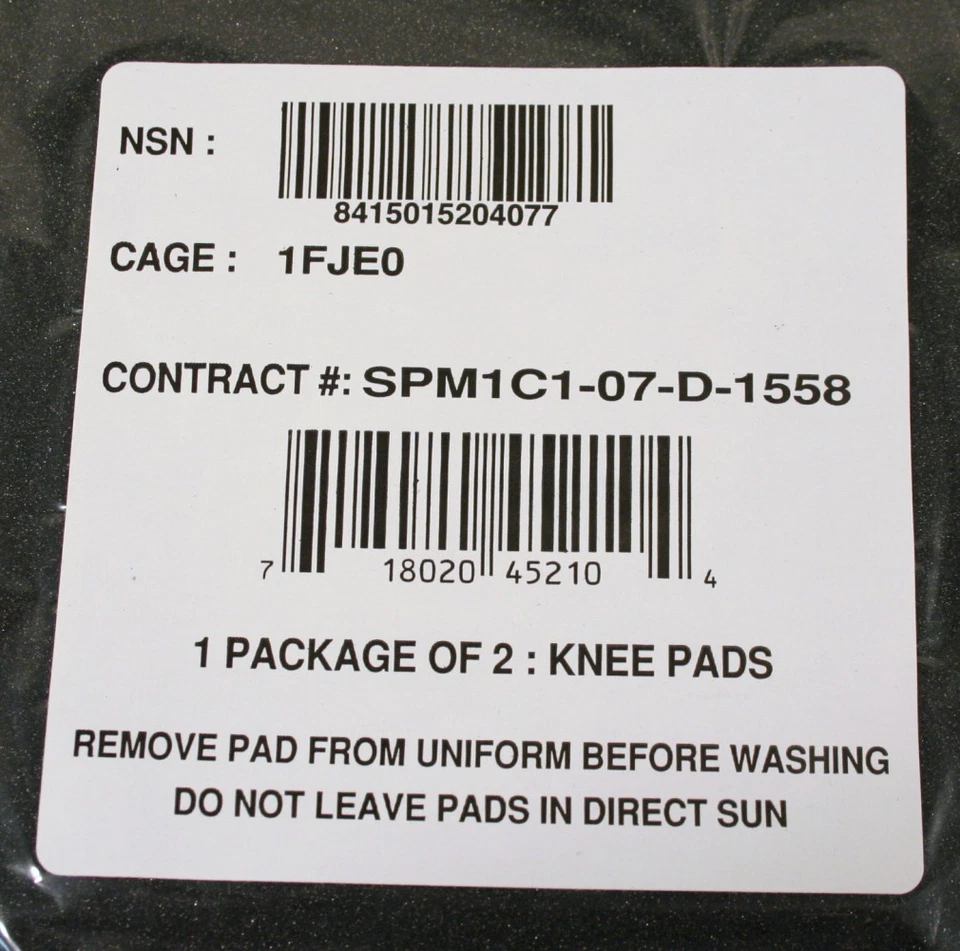 NSN :
8415015204077
CAGE : 1FJE0
CONTRACT #: SPM1C1-07-D-1558
7 18020 45210 4
1 PACKAGE OF 2 : KNEE PADS
REMOVE PAD FROM UNIFORM BEFORE WASHING
DO NOT LEAVE PADS IN DIRECT SUN